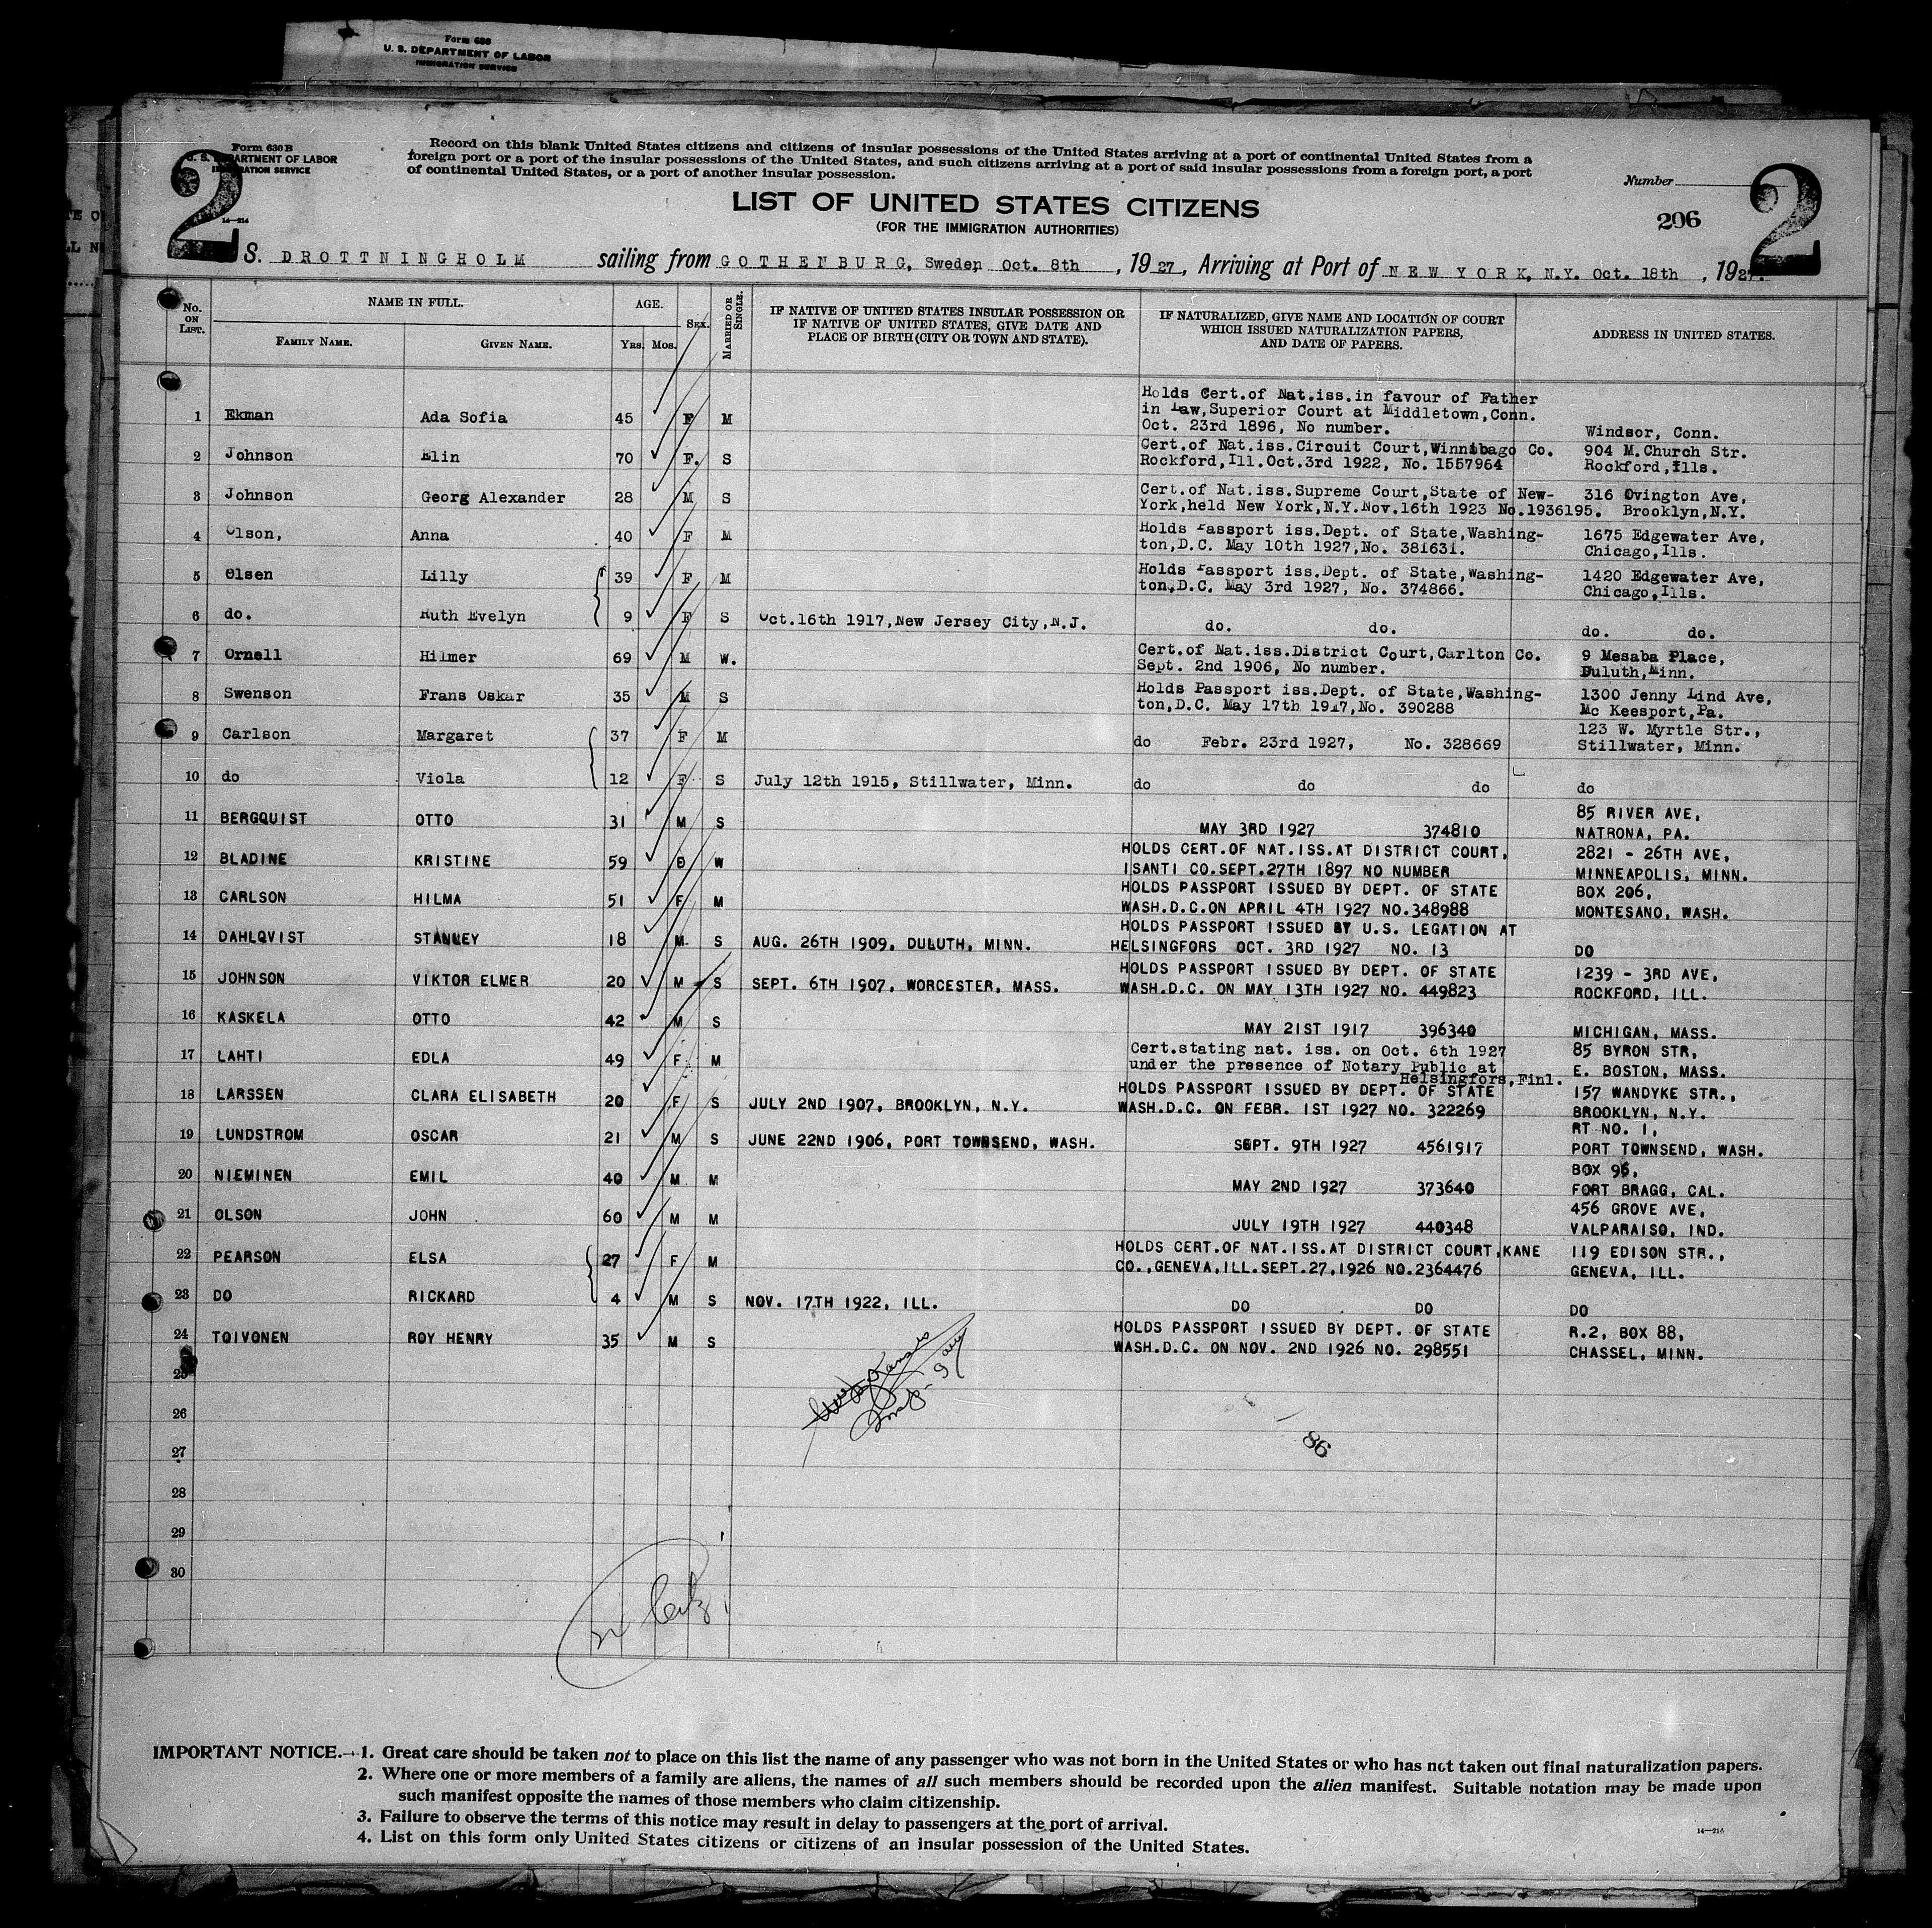 Form 636
U. S. DEPARTMENT OF LABOR
IMMIGRATION SERVICE
2
Form 630 B
U. S. DEPARTMENT OF LABOR
IMMIGRATION SERVICE
14—214
Record on this blank United States citizens and citizens of insular possessions of the United States arriving at a port of continental United States from a
foreign port or a port of the insular possessions of the United States, and such citizens arriving at a port of said insular possessions from a foreign port, a port
of continental United States, or a port of another insular possession.
Number
2
LIST OF UNITED STATES CITIZENS
(FOR THE IMMIGRATION AUTHORITIES)
206
S. DROTTNINGHOLM sailing from GOTHENBURG, Sweden Oct. 8th , 1927, Arriving at Port of NEW YORK, N.Y. Oct. 18th , 1927.
No. ON LIST.
NAME IN FULL.
FAMILY NAME.
GIVEN NAME.
AGE.
YRS. MOS.
SEX.
MARRIED OR SINGLE.
IF NATIVE OF UNITED STATES INSULAR POSSESSION OR
IF NATIVE OF UNITED STATES, GIVE DATE AND
PLACE OF BIRTH (CITY OR TOWN AND STATE).
IF NATURALIZED, GIVE NAME AND LOCATION OF COURT
WHICH ISSUED NATURALIZATION PAPERS,
AND DATE OF PAPERS.
ADDRESS IN UNITED STATES.
Holds Cert.of Nat.iss.in favour of Father
in Law,Superior Court at Middletown,Conn.
1 Ekman Ada Sofia 45 F M Oct. 23rd 1896, No number. Windsor, Conn.
Cert.of Nat.iss.Circuit Court,Winnibago Co. 904 M.Church Str.
2 Johnson Elin 70 F. S Rockford,Ill.Oct.3rd 1922, No. 1557964 Rockford,Ills.
3 Johnson Georg Alexander 28 M S Cert.of Nat.iss.Supreme Court,State of New- 316 Ovington Ave,
York,held New York,N.Y.Nov.16th 1923 No.1936195. Brooklyn,N.Y.
4 Olson, Anna 40 F M Holds Passport iss.Dept. of State,Washing- 1675 Edgewater Ave,
ton,D.C. May 10th 1927,No. 381631. Chicago,Ills.
5 Olsen Lilly 39 F M Holds Passport iss.Dept. of State,Washing- 1420 Edgewater Ave,
ton,D.C. May 3rd 1927, No. 374866. Chicago,Ills.
6 do. Ruth Evelyn 9 F S Oct.16th 1917,New Jersey City,N.J. do. do. do. do.
7 Ornell Hilmer 69 M W. Cert.of Nat.iss.District Court,Carlton Co. 9 Mesaba Place,
Sept. 2nd 1906, No number. Duluth,Minn.
8 Swenson Frans Oskar 35 M S Holds Passport iss.Dept. of State,Washing- 1300 Jenny Lind Ave,
ton,D.C. May 17th 1927,No. 390288 Mc Keesport,Pa.
9 Carlson Margaret 37 F M do Febr. 23rd 1927, No. 328669 123 W. Myrtle Str.,
Stillwater, Minn.
10 do Viola 12 F S July 12th 1915, Stillwater, Minn. do do do do
11 BERGQUIST OTTO 31 M S MAY 3RD 1927 374810 85 RIVER AVE,
NATRONA, PA.
12 BLADINE KRISTINE 59 W HOLDS CERT.OF NAT.ISS.AT DISTRICT COURT, 2821 - 26TH AVE,
ISANTI CO.SEPT.27TH 1897 NO NUMBER MINNEAPOLIS, MINN.
13 CARLSON HILMA 51 F M HOLDS PASSPORT ISSUED BY DEPT. OF STATE BOX 206,
WASH.D.C.ON APRIL 4TH 1927 NO.348988 MONTESANO, WASH.
14 DAHLQVIST STANLEY 18 M S AUG. 26TH 1909, DULUTH, MINN. HOLDS PASSPORT ISSUED BY U.S. LEGATION AT
HELSINGFORS OCT. 3RD 1927 NO. 13 DO
15 JOHNSON VIKTOR ELMER 20 M S SEPT. 6TH 1907, WORCESTER, MASS. HOLDS PASSPORT ISSUED BY DEPT. OF STATE 1239 - 3RD AVE,
WASH.D.C. ON MAY 13TH 1927 NO. 449823 ROCKFORD, ILL.
16 KASKELA OTTO 42 M S MAY 21ST 1917 396340 MICHIGAN, MASS.
17 LAHTI EDLA 49 F M Cert.stating nat. iss. on Oct. 6th 1927 85 BYRON STR,
under the presence of Notary Public at E. BOSTON, MASS.
Helsingfors,Finl.
18 LARSSEN CLARA ELISABETH 20 F S JULY 2ND 1907, BROOKLYN, N.Y. HOLDS PASSPORT ISSUED BY DEPT. OF STATE 157 WANDYKE STR.,
WASH.D.C. ON FEBR. 1ST 1927 NO. 322269 BROOKLYN, N.Y.
19 LUNDSTROM OSCAR 21 M S JUNE 22ND 1906, PORT TOWNSEND, WASH. SEPT. 9TH 1927 4561917 RT NO. 1,
PORT TOWNSEND, WASH.
20 NIEMINEN EMIL 40 M M MAY 2ND 1927 373640 BOX 96,
FORT BRAGG, CAL.
21 OLSON JOHN 60 M M JULY 19TH 1927 440348 456 GROVE AVE,
VALPARAISO, IND.
22 PEARSON ELSA 27 F M HOLDS CERT.OF NAT.ISS.AT DISTRICT COURT,KANE 119 EDISON STR.,
CO.,GENEVA,ILL.SEPT.27,1926 NO.2364476 GENEVA, ILL.
23 DO RICKARD 4 M S NOV. 17TH 1922, ILL. DO DO DO
24 TOIVONEN ROY HENRY 35 M S HOLDS PASSPORT ISSUED BY DEPT. OF STATE R.2, BOX 88,
WASH.D.C. ON NOV. 2ND 1926 NO. 298551 CHASSEL, MINN.
25
26
86
27
28
29
30
IMPORTANT NOTICE.—1. Great care should be taken not to place on this list the name of any passenger who was not born in the United States or who has not taken out final naturalization papers.
2. Where one or more members of a family are aliens, the names of all such members should be recorded upon the alien manifest. Suitable notation may be made upon
such manifest opposite the names of those members who claim citizenship.
3. Failure to observe the terms of this notice may result in delay to passengers at the port of arrival.
4. List on this form only United States citizens or citizens of an insular possession of the United States.
14—214